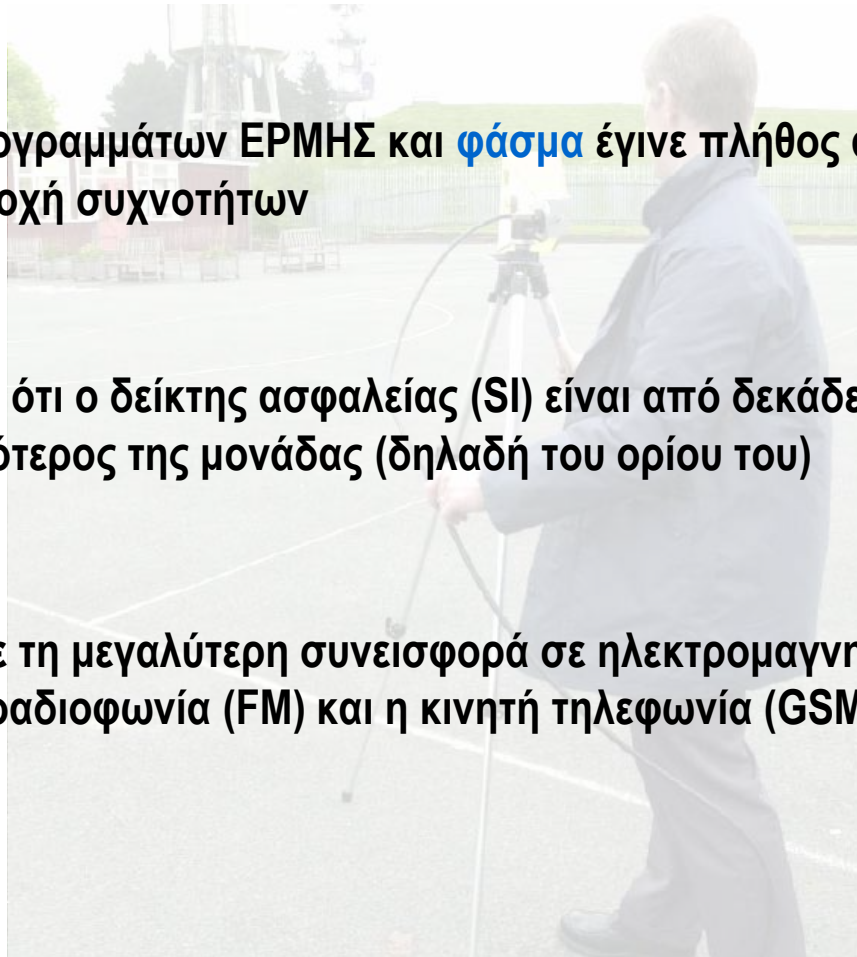 ογραμμάτων ΕΡΜΗΣ και φάσμα έγινε πλήθος
οχή συχνοτήτων
ότι ο δείκτης ασφαλείας (SI) είναι από δεκάδε
ότερος της μονάδας (δηλαδή του ορίου του)
ε τη μεγαλύτερη συνεισφορά σε ηλεκτρομαγνη
ραδιοφωνία (FM) και η κινητή τηλεφωνία (GSM